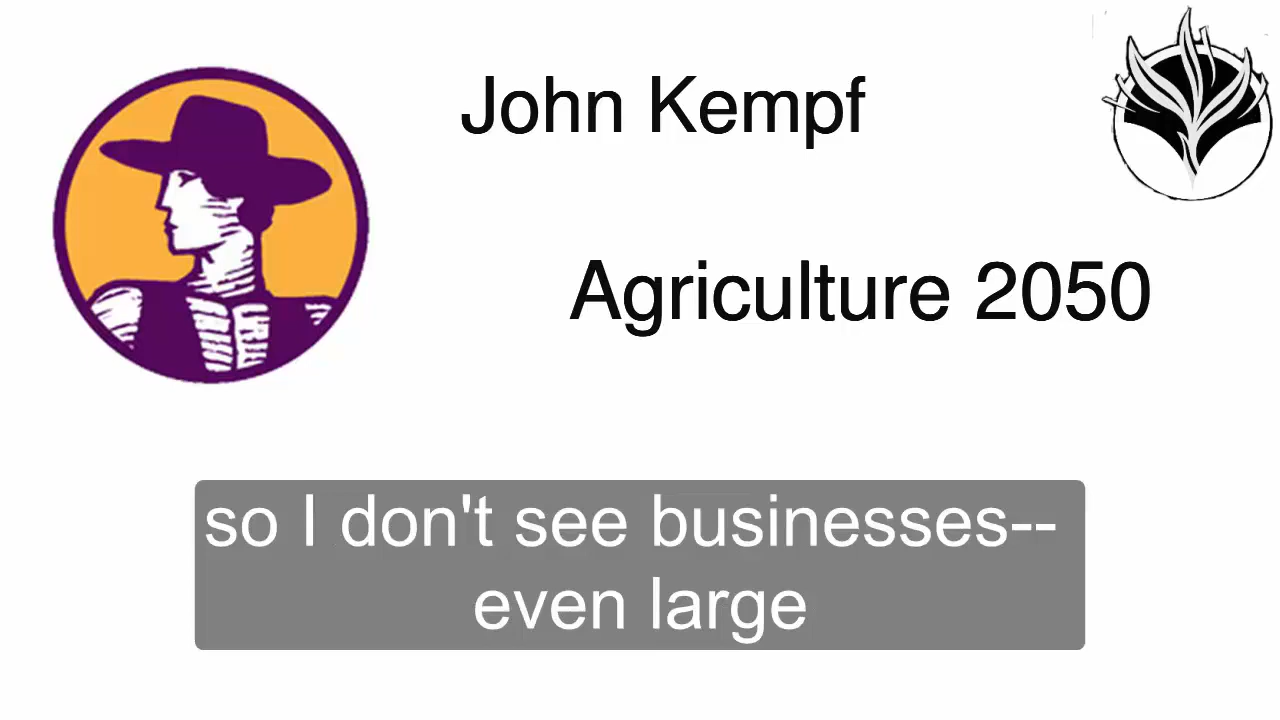 John Kempf
Agriculture 2050
so I don't see businesses--
even large